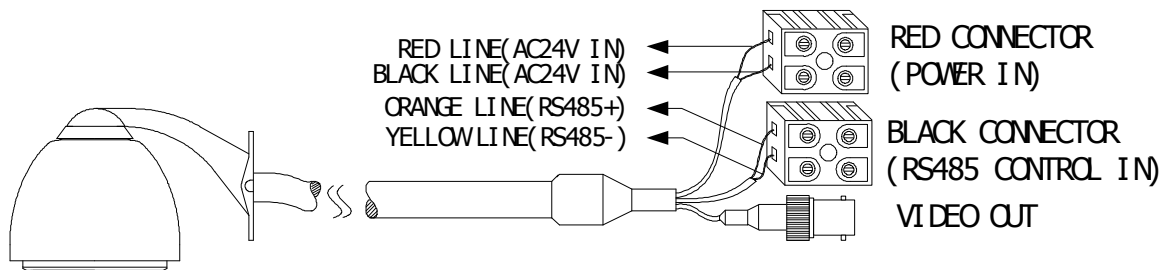 RED LINE(AC24V IN)
BLACK LINE(AC24V IN)
ORANGE LINE(RS485+)
YELLOW LINE(RS485-)
RED CONNECTOR
(POWER IN)
BLACK CONNECTOR
(RS485 CONTROL IN)
VIDEO OUT